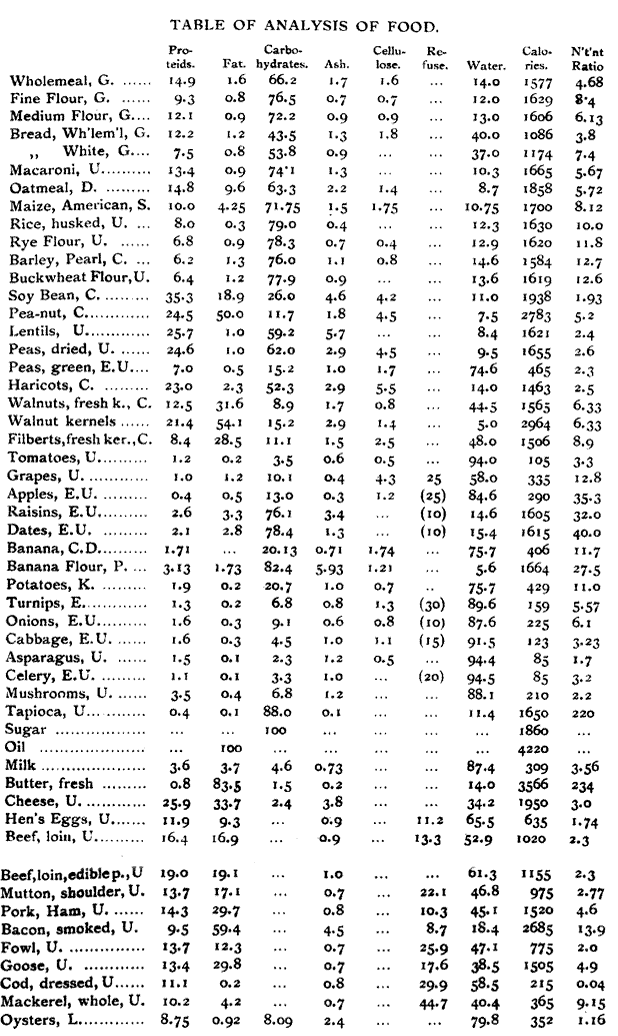 TABLE OF ANALYSIS OF FOOD.
Pro- Carbo- Cellu- Re- Calo- N't'nt
teids. Fat. hydrates. Ash. lose. fuse. Water. ries. Ratio
Wholemeal, G. ...... 14.9 1.6 66.2 1.7 1.6 ... 14.0 1577 4.68
Fine Flour, G. ...... 9.3 0.8 76.5 0.7 0.7 ... 12.0 1629 8.4
Medium Flour, G.... 12.1 0.9 72.2 0.9 0.9 ... 13.0 1606 6.13
Bread, Wh'lem'l, G. 12.2 1.2 43.5 1.3 1.8 ... 40.0 1086 3.8
„ White, G.... 7.5 0.8 53.8 0.9 ... ... 37.0 1174 7.4
Macaroni, U.......... 13.4 0.9 74·1 1.3 ... ... 10.3 1665 5.67
Oatmeal, D. .......... 14.8 9.6 63.3 2.2 1.4 ... 8.7 1858 5.72
Maize, American, S. 10.0 4.25 71.75 1.5 1.75 ... 10.75 1700 8.12
Rice, husked, U. ... 8.0 0.3 79.0 0.4 ... ... 12.3 1630 10.0
Rye Flour, U. ...... 6.8 0.9 78.3 0.7 0.4 ... 12.9 1620 11.8
Barley, Pearl, C. ... 6.2 1.3 76.0 1.1 0.8 ... 14.6 1584 12.7
Buckwheat Flour, U. 6.4 1.2 77.9 0.9 ... ... 13.6 1619 12.6
Soy Bean, C. ......... 35.3 18.9 26.0 4.6 4.2 ... 11.0 1938 1.93
Pea-nut, C............. 24.5 50.0 11.7 1.8 4.5 ... 7.5 2783 5.2
Lentils, U............. 25.7 1.0 59.2 5.7 ... ... 8.4 1621 2.4
Peas, dried, U. ...... 24.6 1.0 62.0 2.9 4.5 ... 9.5 1655 2.6
Peas, green, E.U.... 7.0 0.5 15.2 1.0 1.7 ... 74.6 465 2.3
Haricots, C. ......... 23.0 2.3 52.3 2.9 5.5 ... 14.0 1463 2.5
Walnuts, fresh k., C. 12.5 31.6 8.9 1.7 0.8 ... 44.5 1565 6.33
Walnut kernels ...... 21.4 54.1 15.2 2.9 1.4 ... 5.0 2964 6.33
Filberts, fresh ker., C. 8.4 28.5 11.1 1.5 2.5 ... 48.0 1506 8.9
Tomatoes, U.......... 1.2 0.2 3.5 0.6 0.5 ... 94.0 105 3.3
Grapes, U. ............ 1.0 1.2 10.1 0.4 4.3 25 58.0 335 12.8
Apples, E.U. ......... 0.4 0.5 13.0 0.3 1.2 (25) 84.6 290 35.3
Raisins, E.U.......... 2.6 3.3 76.1 3.4 ... (10) 14.6 1605 32.0
Dates, E.U. ......... 2.1 2.8 78.4 1.3 ... (10) 15.4 1615 40.0
Banana, C.D.......... 1.71 ... 20.13 0.71 1.74 ... 75.7 406 11.7
Banana Flour, P. ... 3.13 1.73 82.4 5.93 1.21 ... 5.6 1664 27.5
Potatoes, K. ......... 1.9 0.2 20.7 1.0 0.7 .. 75.7 429 11.0
Turnips, E............. 1.3 0.2 6.8 0.8 1.3 (30) 89.6 159 5.57
Onions, E.U.......... 1.6 0.3 9.1 0.6 0.8 (10) 87.6 225 6.1
Cabbage, E.U. ...... 1.6 0.3 4.5 1.0 1.1 (15) 91.5 123 3.23
Asparagus, U. ...... 1.5 0.1 2.3 1.2 0.5 ... 94.4 85 1.7
Celery, E.U. ......... 1.1 0.1 3.3 1.0 ... (20) 94.5 85 3.2
Mushrooms, U. ...... 3.5 0.4 6.8 1.2 ... ... 88.1 210 2.2
Tapioca, U............ 0.4 0.1 88.0 0.1 ... ... 11.4 1650 220
Sugar .................. ... ... 100 ... ... ... ... 1860 ...
Oil ..................... ... 100 ... ... ... ... 4220 ...
Milk .................. 3.6 3.7 4.6 0.73 ... ... 87.4 309 3.56
Butter, fresh ......... 0.8 83.5 1.5 0.2 ... ... 14.0 3566 234
Cheese, U. ............ 25.9 33.7 2.4 3.8 ... ... 34.2 1950 3.0
Hen's Eggs, U. ...... 11.9 9.3 ... 0.9 ... 11.2 65.5 635 1.74
Beef, loin, U.......... 16.4 16.9 ... 0.9 ... 13.3 52.9 1020 2.3
Beef, loin, edible p., U 19.0 19.1 ... 1.0 ... ... 61.3 1155 2.3
Mutton, shoulder, U. 13.7 17.1 ... 0.7 ... 22.1 46.8 975 2.77
Pork, Ham, U. ...... 14.3 29.7 ... 0.8 ... 10.3 45.1 1520 4.6
Bacon, smoked, U. 9.5 59.4 ... 4.5 ... 8.7 18.4 2685 13.9
Fowl, U. ............... 13.7 12.3 ... 0.7 ... 25.9 47.1 775 2.0
Goose, U. ............ 13.4 29.8 ... 0.7 ... 17.6 38.5 1505 4.9
Cod, dressed, U...... 11.1 0.2 ... 0.8 ... 29.9 58.5 215 0.04
Mackerel, whole, U. 10.2 4.2 ... 0.7 ... 44.7 40.4 365 9.15
Oysters, L............. 8.75 0.92 8.09 2.4 ... ... 79.8 352 1.16